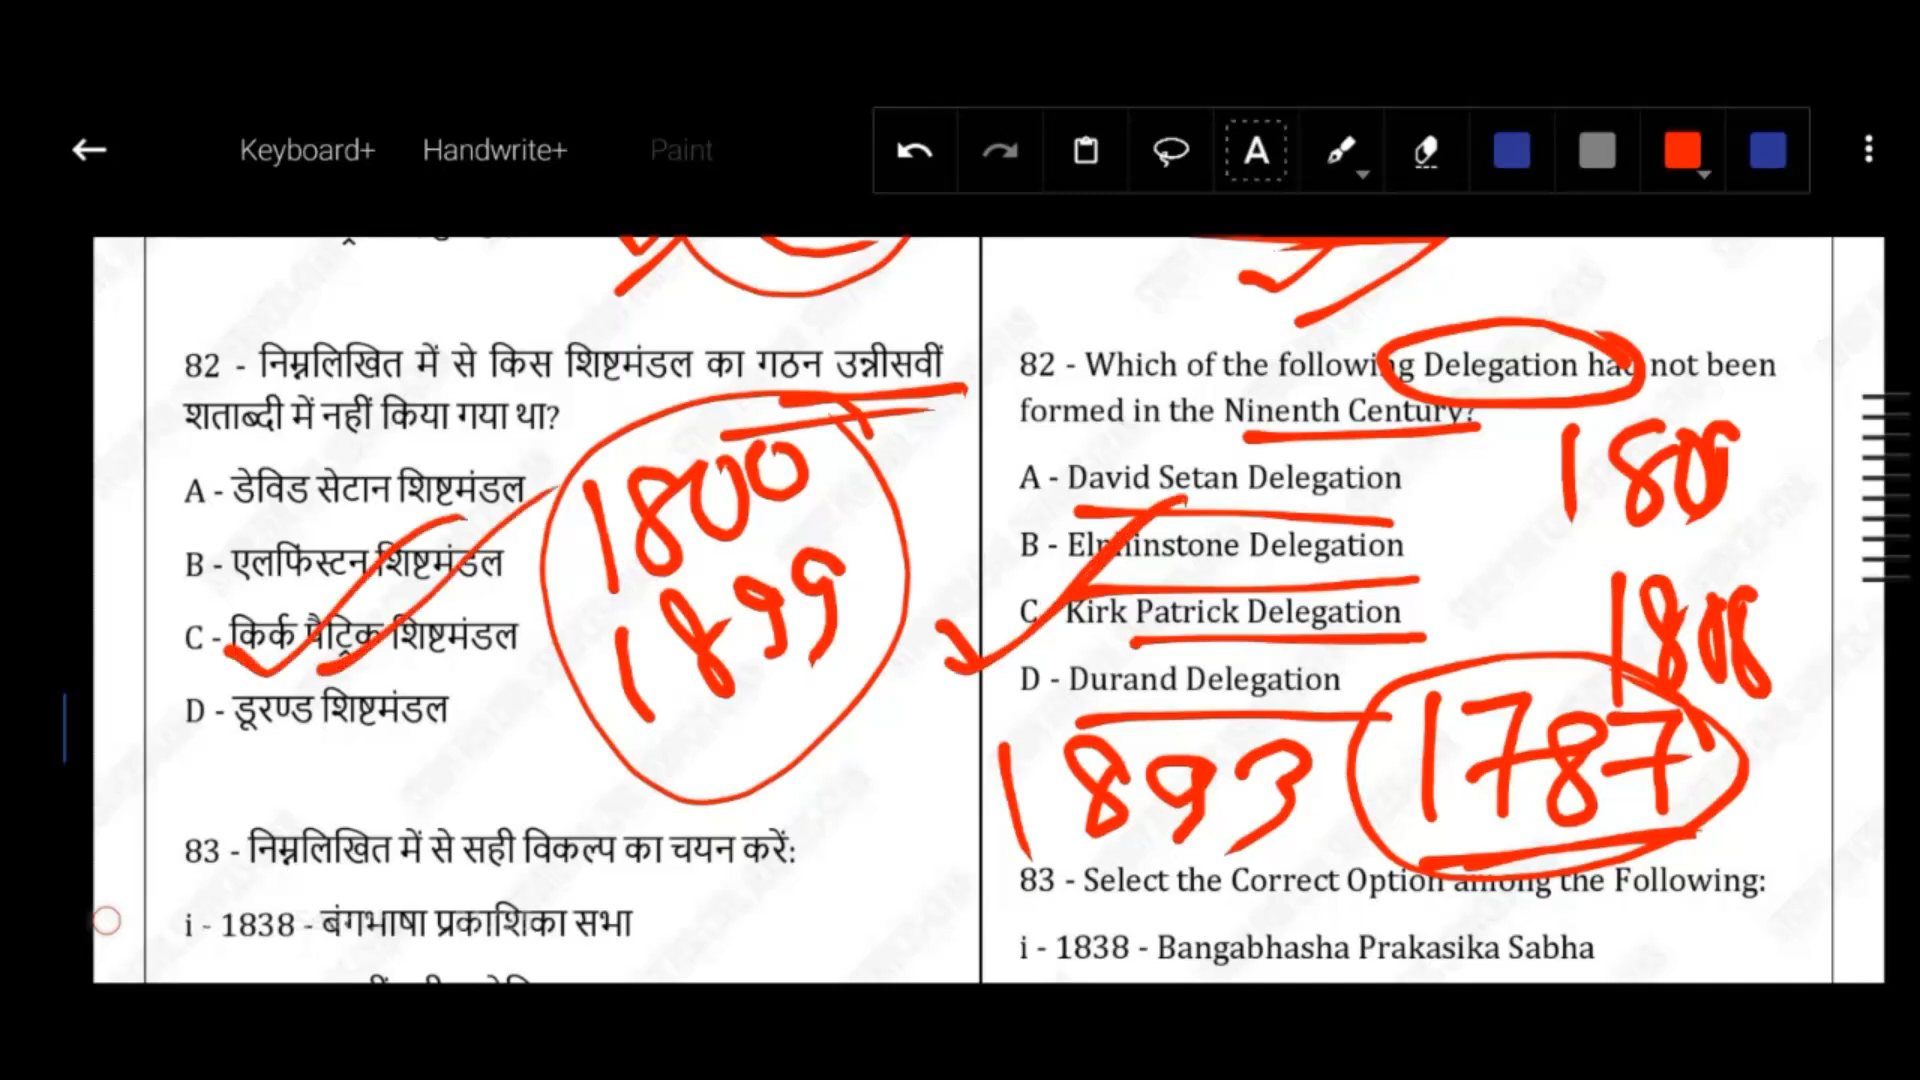 Keyboard+ Handwrite+ Paint A
82 - निम्नलिखित में से किस शिष्टमंडल का गठन उन्नीसवीं
शताब्दी में नहीं किया गया था?
A - डेविड सेटान शिष्टमंडल
B - एलफिंस्टन शिष्टमंडल
C - किर्क पैट्रिक शिष्टमंडल
D - डूरण्ड शिष्टमंडल
1800
1899
83 - निम्नलिखित में से सही विकल्प का चयन करें:
i - 1838 - बंगभाषा प्रकाशिका सभा
82 - Which of the following Delegation had not been
formed in the Ninenth Century?
A - David Setan Delegation
B - Elphinstone Delegation
C Kirk Patrick Delegation
D - Durand Delegation
1808
1893 1787
83 - Select the Correct Option among the Following:
i - 1838 - Bangabhasha Prakasika Sabha